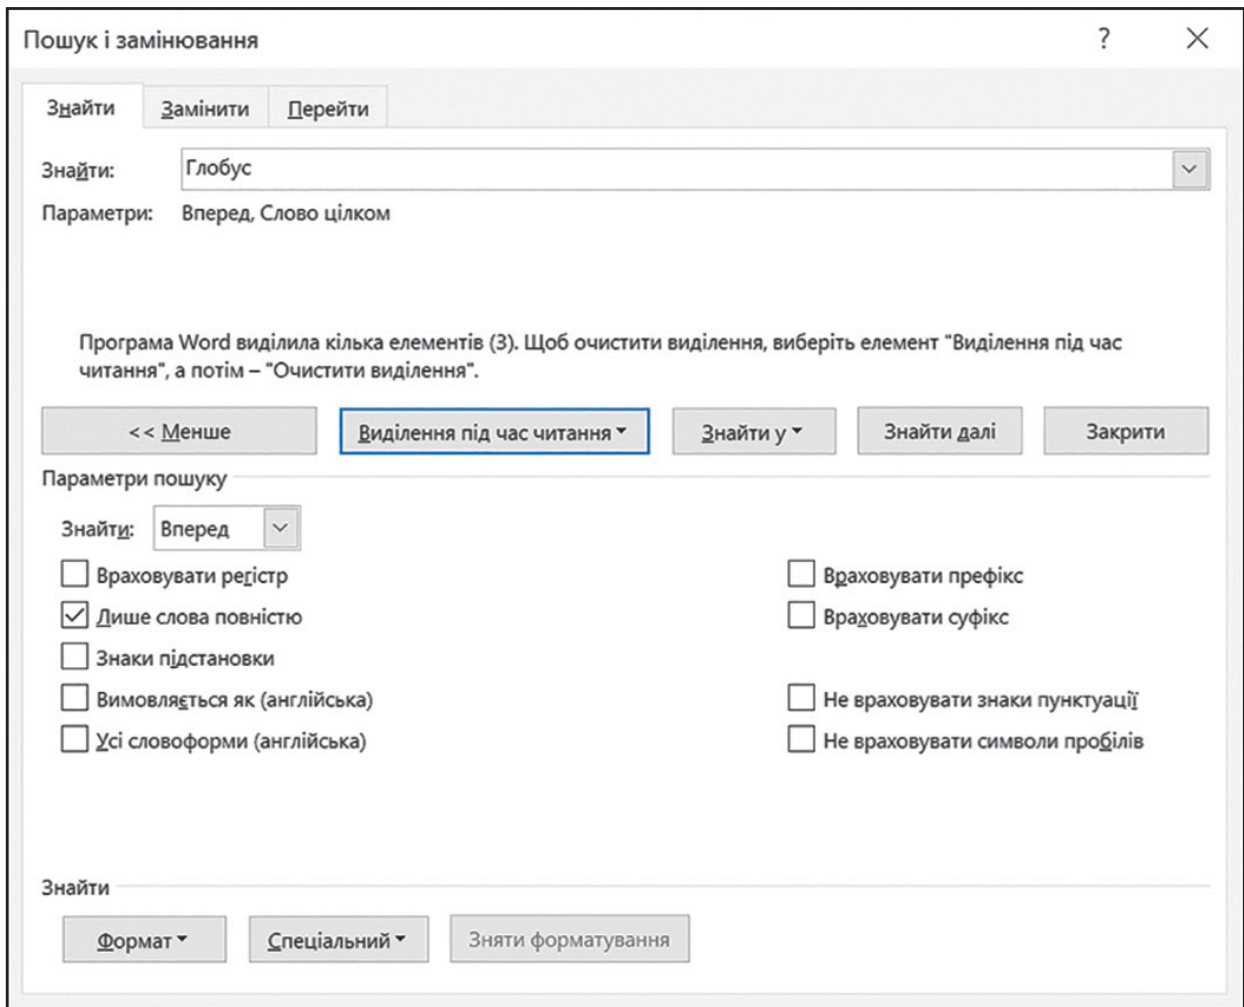 Пошук і замінювання ?
Знайти Замінити Перейти
Знайти: Глобус
Параметри: Вперед, Слово цілком
Програма Word виділила кілька елементів (3). Щоб очистити виділення, виберіть елемент "Виділення під час
читання", а потім – "Очистити виділення".
<< Менше Виділення під час читання Знайти у Знайти далі Закрити
Параметри пошуку
Знайти: Вперед
Враховувати регістр Враховувати префікс
Лише слова повністю Враховувати суфікс
Знаки підстановки
Вимовляється як (англійська) Не враховувати знаки пунктуації
Усі словоформи (англійська) Не враховувати символи пробілів
Знайти
Формат Спеціальний Зняти форматування